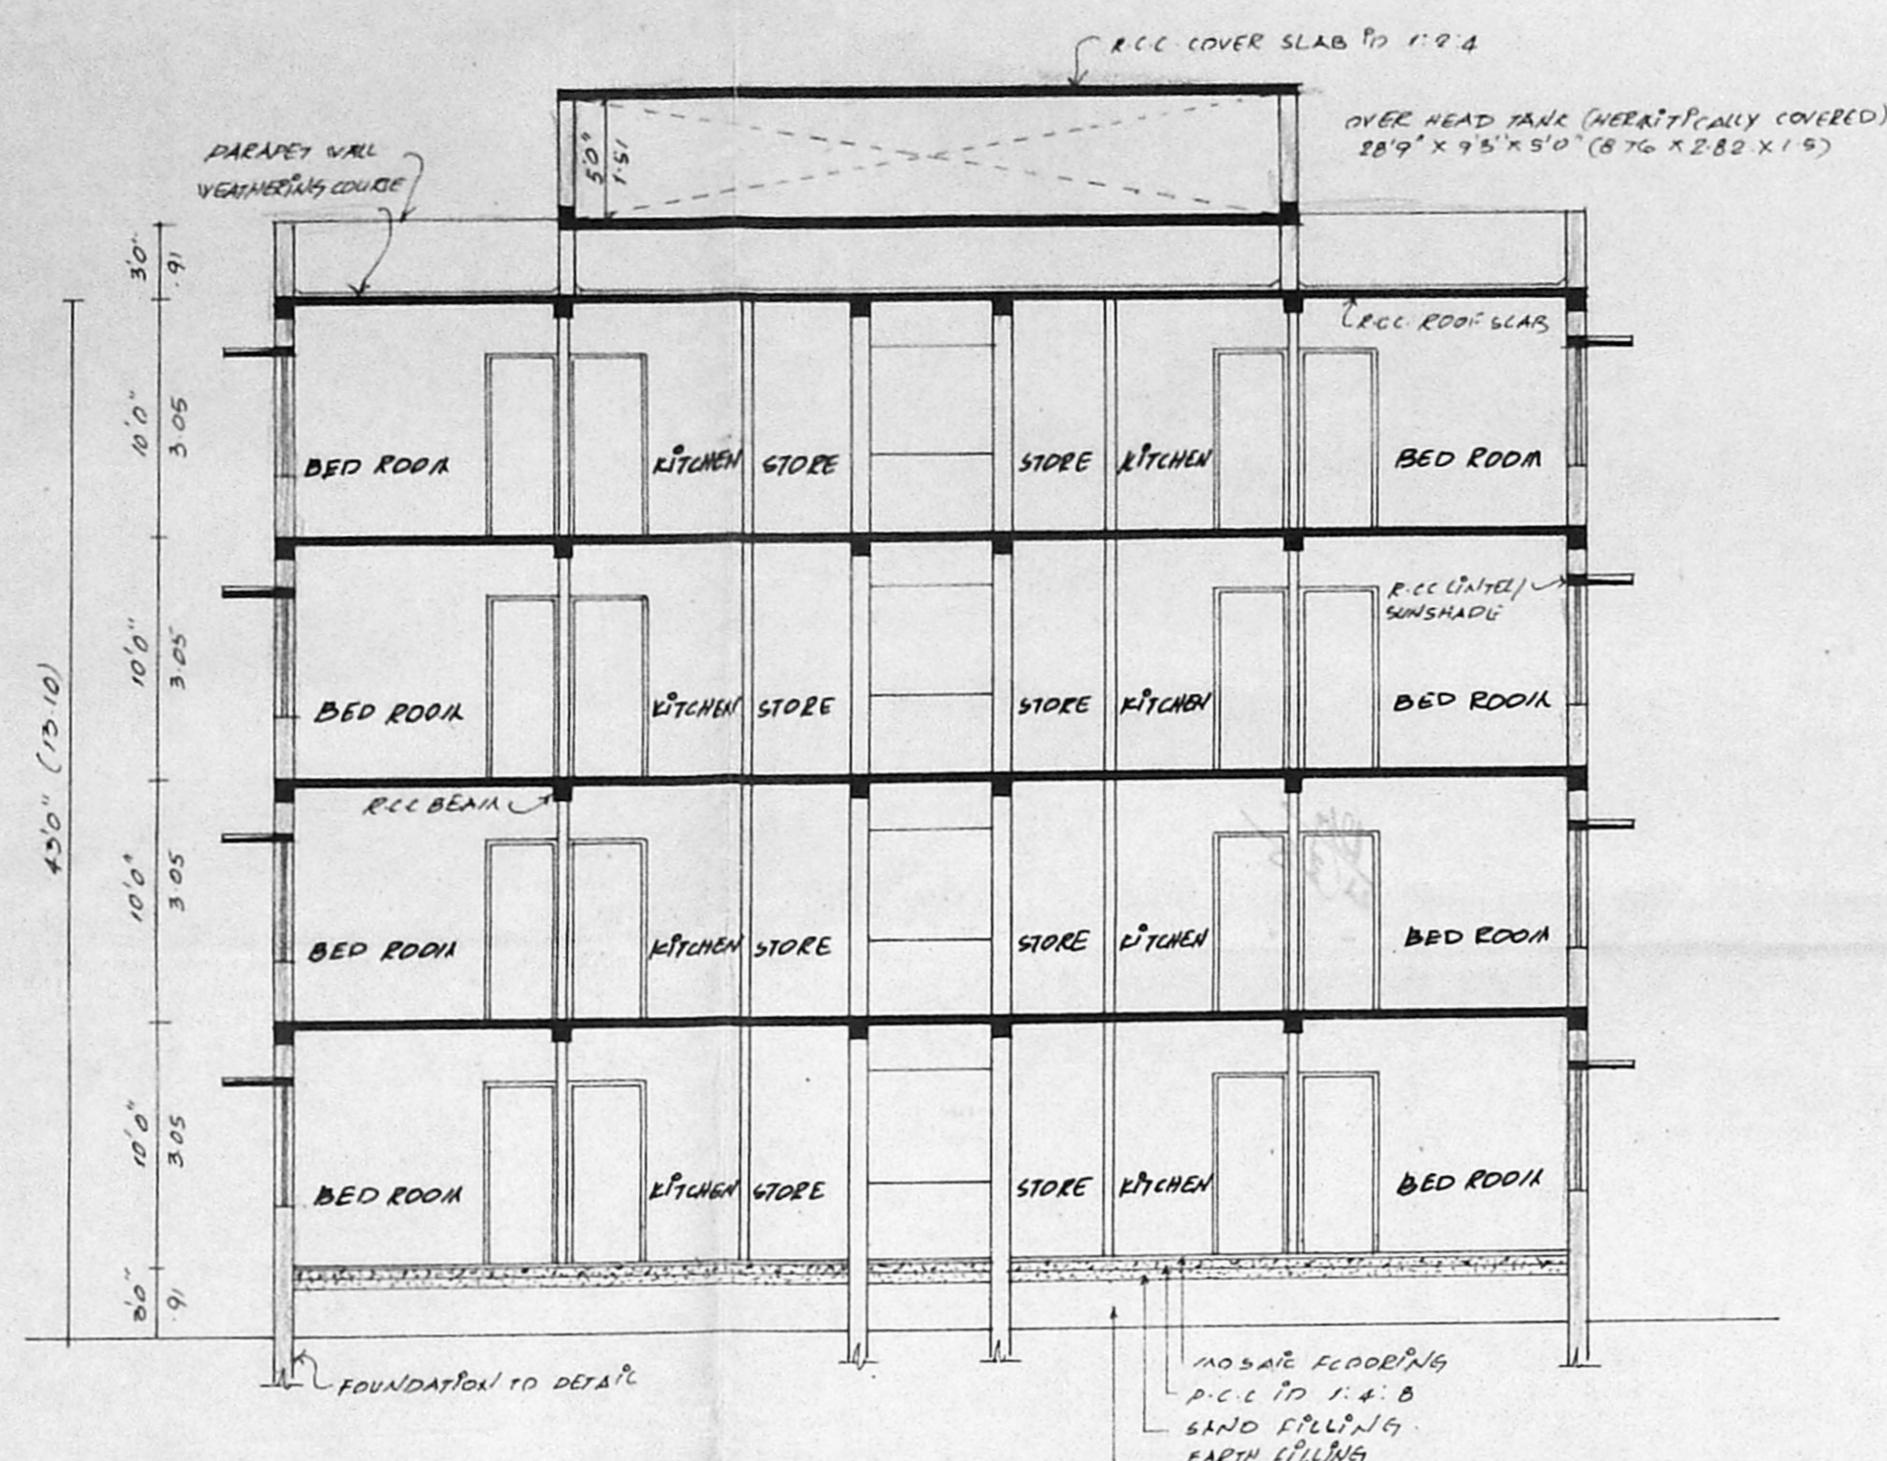 R.C.C. COVER SLAB iN 1:2:4
OVER HEAD TANK (HERMiTiCALLY COVERED)
28'9" X 9'3" X 5'0" (8.76 X 2.82 X 1.5)
PARAPET WALL
WEATHERiNG COURSE
5'0"
1.51
3'0"
.91
R.C.C. ROOF SLAB
10'0"
3.05
BED ROOM KiTCHEN STORE STORE KiTCHEN BED ROOM
R.C.C LiNTEL/
SUNSHADE
10'0"
3.05
BED ROOM KiTCHEN STORE STORE KiTCHEN BED ROOM
43'0" (13.10)
R.C.C BEAM
10'0"
3.05
BED ROOM KiTCHEN STORE STORE KiTCHEN BED ROOM
10'0"
3.05
BED ROOM KiTCHEN STORE STORE KiTCHEN BED ROOM
3'0"
.91
FOUNDATiON TO DETAiL
MOSAiC FLOORiNG
P.C.C iN 1:4:8
SAND FiLLiNG
EARTH FiLLiNG